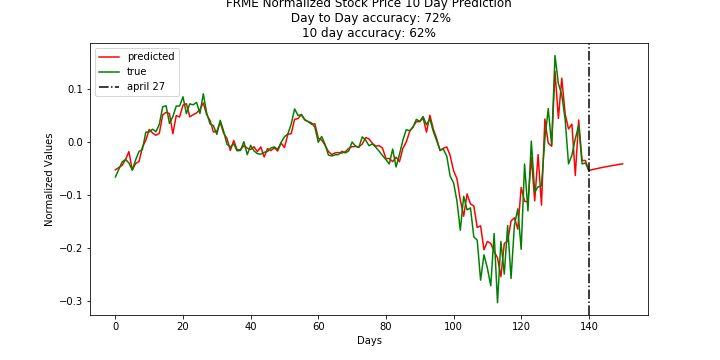 FRME Normalized Stock Price 10 Day Prediction
Day to Day accuracy: 72%
10 day accuracy: 62%
predicted
true
april 27
Normalized Values
0.1
0.0
−0.1
−0.2
−0.3
0 20 40 60 80 100 120 140
Days